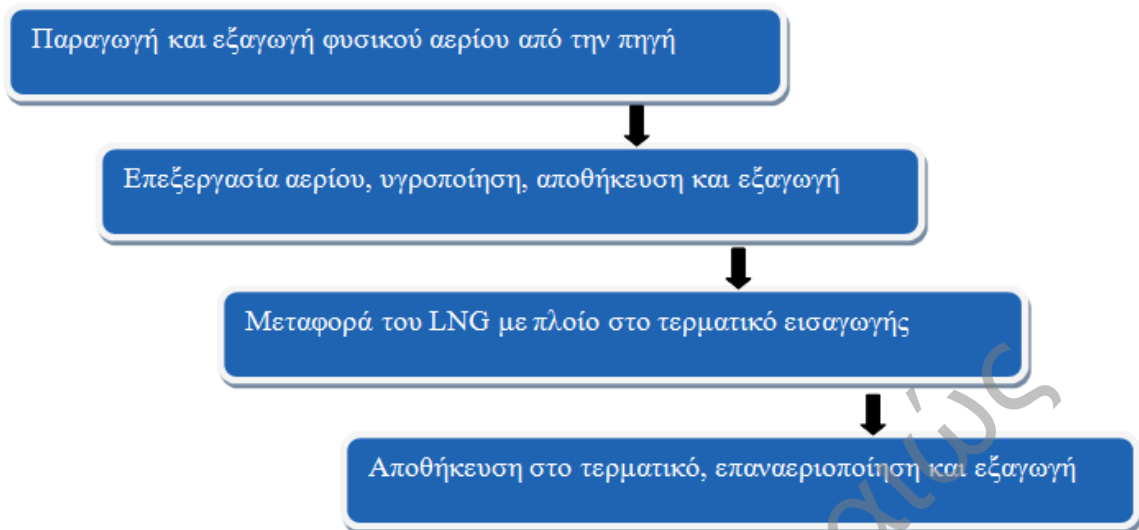 Παραγωγή και εξαγωγή φυσικού αερίου από την πηγή
Επεξεργασία αερίου, υγροποίηση, αποθήκευση και εξαγωγή
Μεταφορά του LNG με πλοίο στο τερματικό εισαγωγής
Αποθήκευση στο τερματικό, επαναεριοποίηση και εξαγωγή